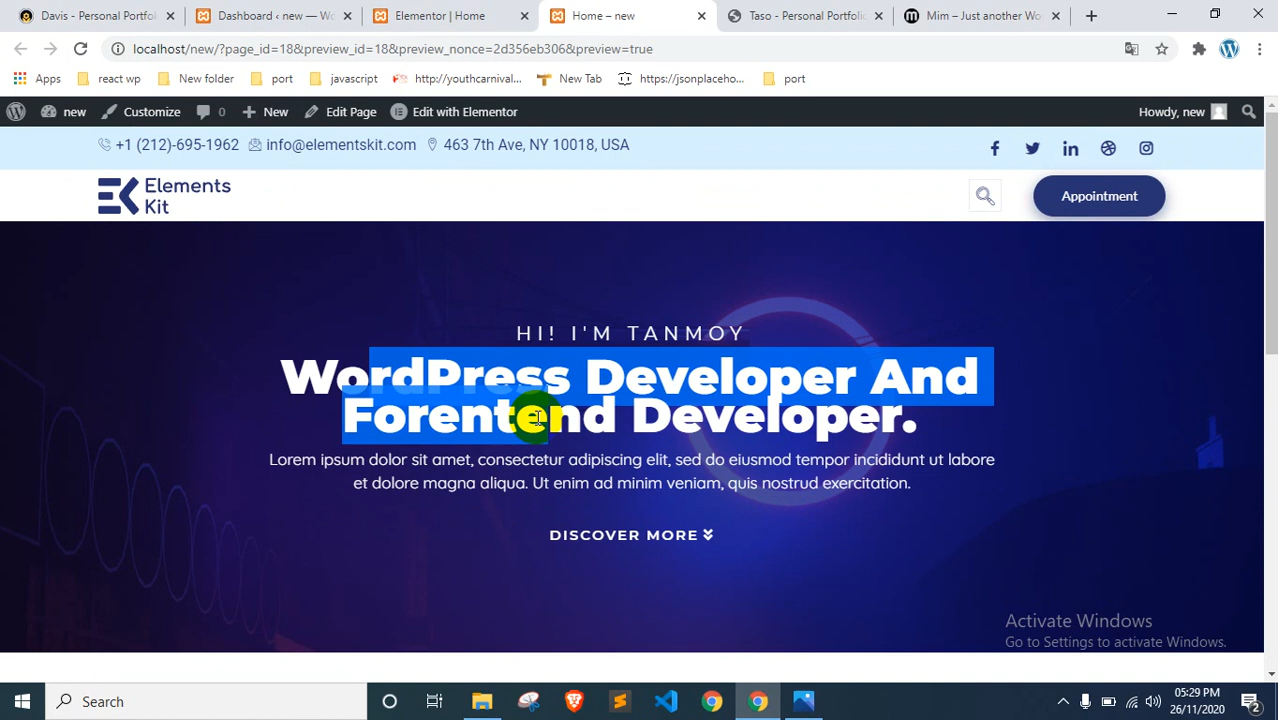 Davis - Personal Portfo
Dashboard ‹ new — Wo
Elementor | Home
Home – new
Taso - Personal Portfolio
Mim – Just another Wo
localhost/new/?page_id=18&preview_id=18&preview_nonce=2d356eb306&preview=true
Apps
react wp
New folder
port
javascript
http://youthcarnival...
New Tab
https://jsonplaceho...
port
new
Customize
0
New
Edit Page
Edit with Elementor
Howdy, new
+1 (212)-695-1962
info@elementskit.com
463 7th Ave, NY 10018, USA
Elements
Kit
Appointment
HI! I'M TANMOY
WordPress Developer And
Forentend Developer.
Lorem ipsum dolor sit amet, consectetur adipiscing elit, sed do eiusmod tempor incididunt ut labore
et dolore magna aliqua. Ut enim ad minim veniam, quis nostrud exercitation.
DISCOVER MORE
Activate Windows
Go to Settings to activate Windows.
Search
05:29 PM
26/11/2020
2